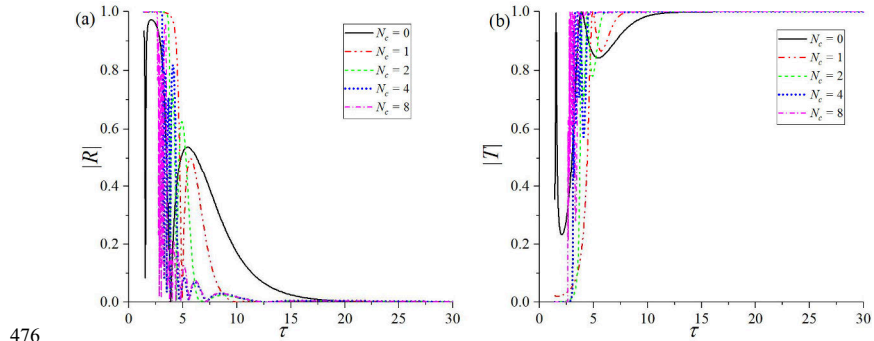 (a)
1.0
0.8
0.6
0.4
0.2
0.0
|R|
0 5 10 15 20 25 30
τ
N_c = 0
N_c = 1
N_c = 2
N_c = 4
N_c = 8
(b)
1.0
0.8
0.6
0.4
0.2
0.0
|T|
0 5 10 15 20 25 30
τ
N_c = 0
N_c = 1
N_c = 2
N_c = 4
N_c = 8
476